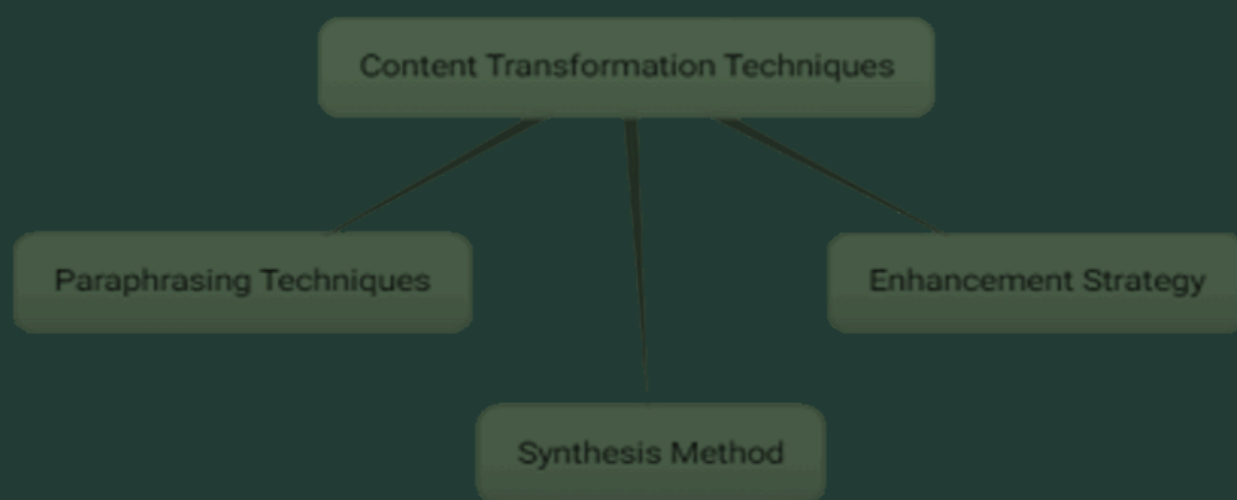 Content Transformation Techniques
Paraphrasing Techniques
Enhancement Strategy
Synthesis Method